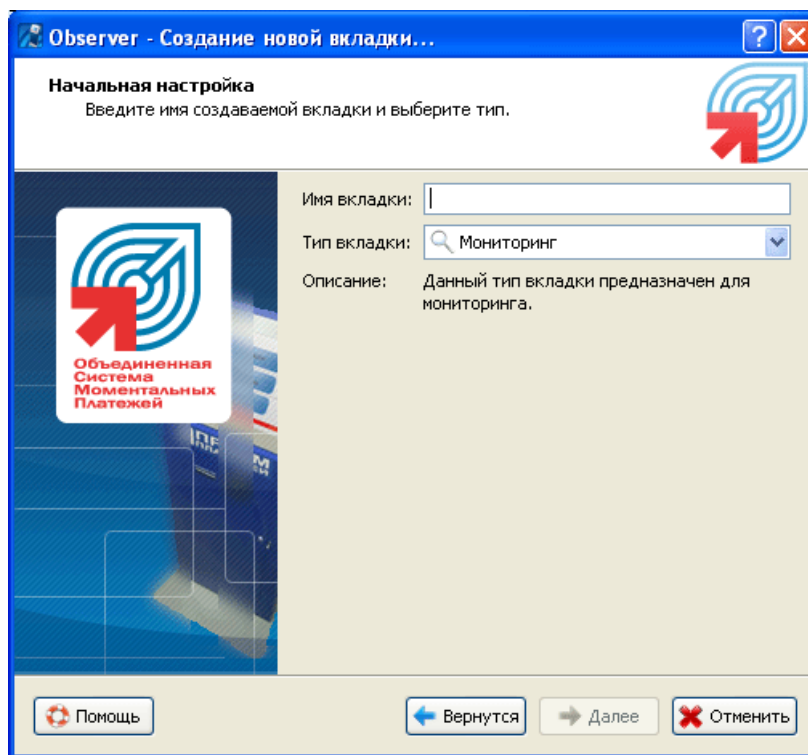 Observer - Создание новой вкладки...
Начальная настройка
Введите имя создаваемой вкладки и выберите тип.
Имя вкладки:
Тип вкладки: Мониторинг
Описание: Данный тип вкладки предназначен для
мониторинга.
Объединенная
Система
Моментальных
Платежей
Помощь Вернутся Далее Отменить